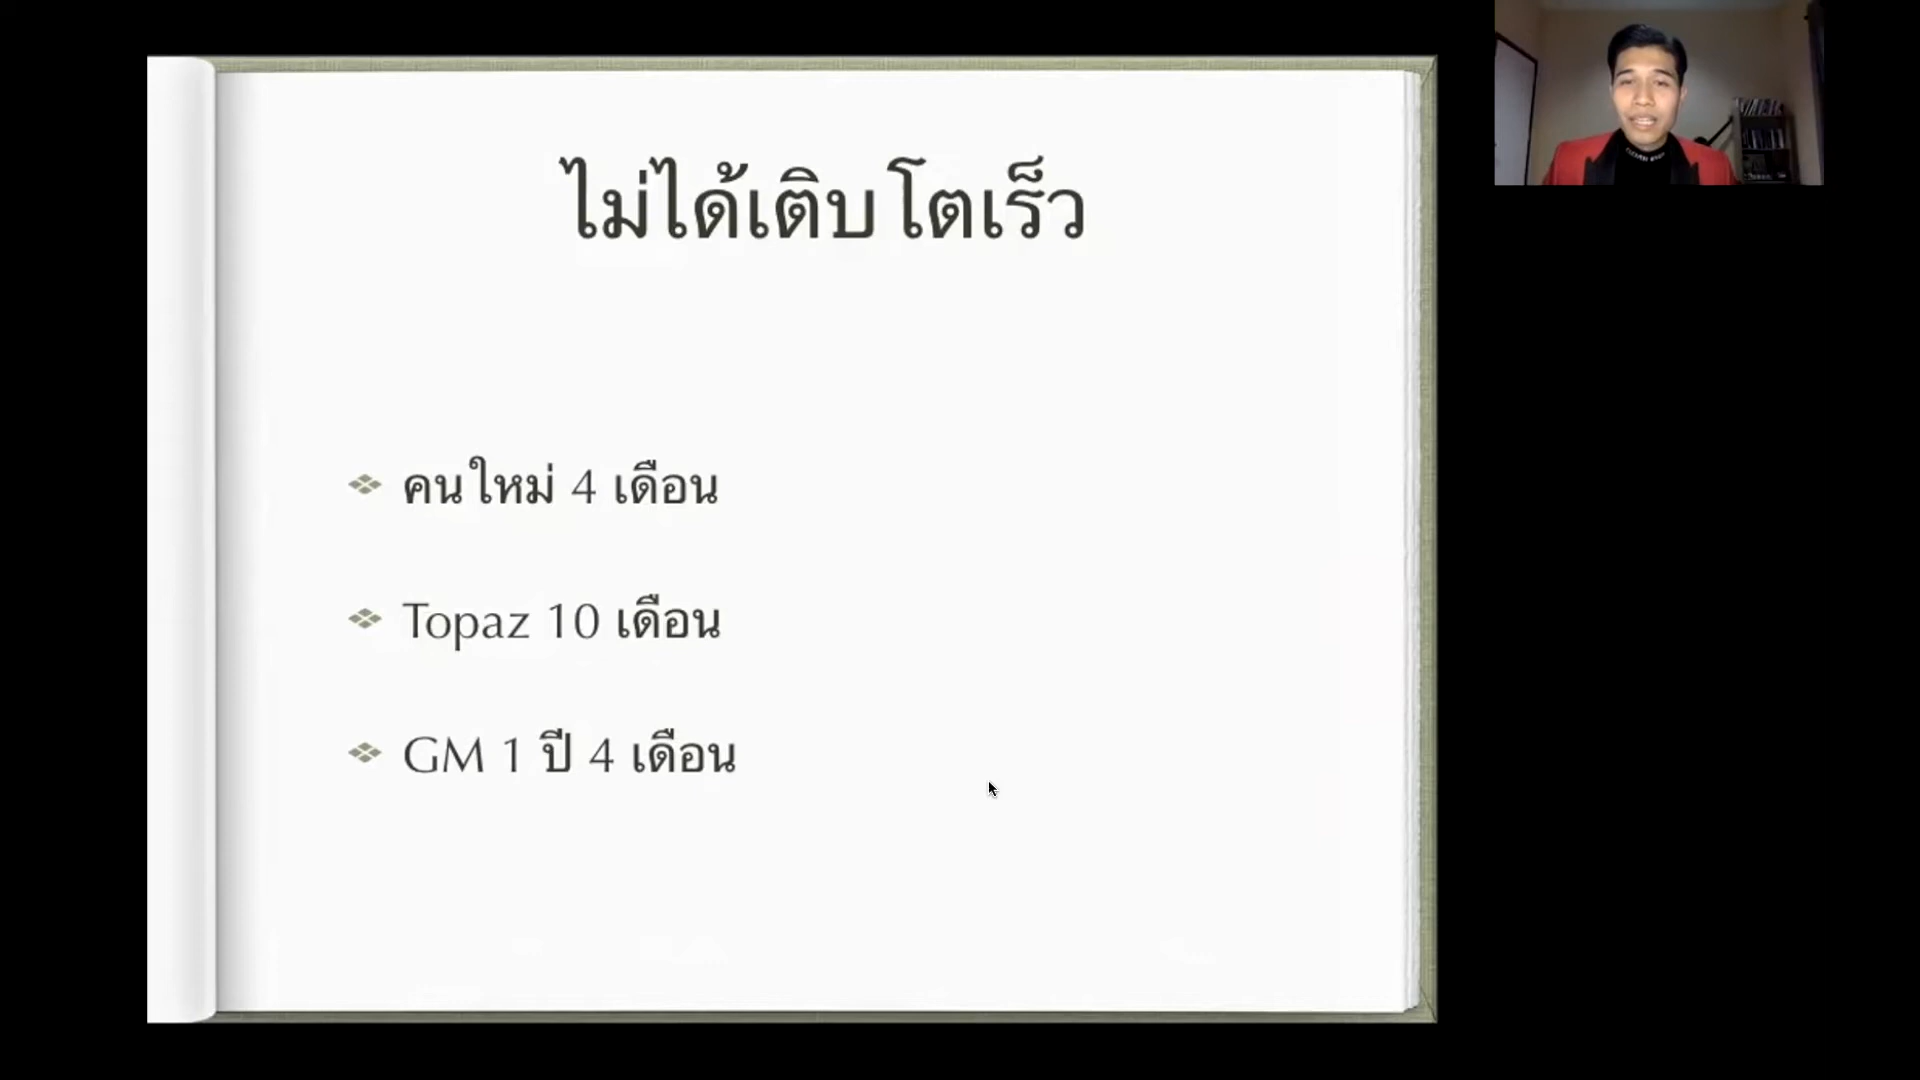 ไม่ได้เติบโตเร็ว
คนใหม่ 4 เดือน
Topaz 10 เดือน
GM 1 ปี 4 เดือน